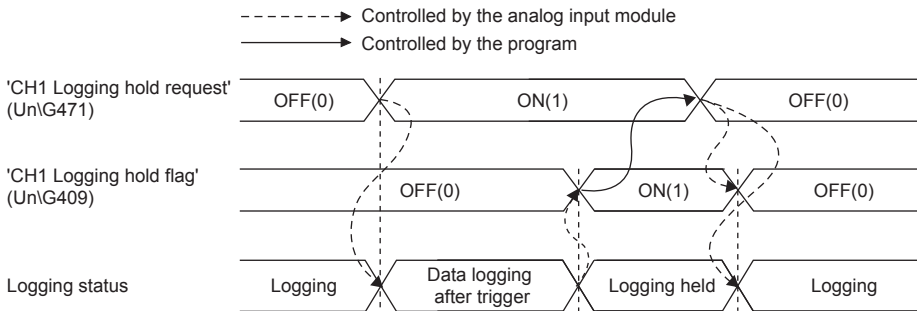 Controlled by the analog input module
Controlled by the program
'CH1 Logging hold request'
(Un\G471)
OFF(0)
ON(1)
OFF(0)
'CH1 Logging hold flag'
(Un\G409)
OFF(0)
ON(1)
OFF(0)
Logging status
Logging
Data logging
after trigger
Logging held
Logging